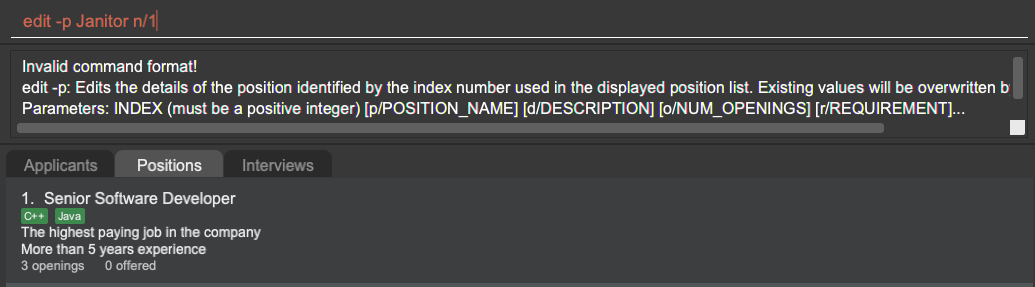 edit -p Janitor n/1
Invalid command format!
edit -p: Edits the details of the position identified by the index number used in the displayed position list. Existing values will be overwritten
Parameters: INDEX (must be a positive integer) [p/POSITION_NAME] [d/DESCRIPTION] [o/NUM_OPENINGS] [r/REQUIREMENT]...
Applicants Positions Interviews
1. Senior Software Developer
C++ Java
The highest paying job in the company
More than 5 years experience
3 openings 0 offered